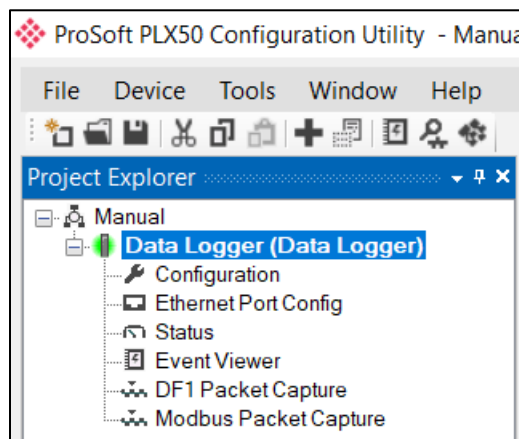 ProSoft PLX50 Configuration Utility - Manua
File Device Tools Window Help
Project Explorer
Manual
Data Logger (Data Logger)
Configuration
Ethernet Port Config
Status
Event Viewer
DF1 Packet Capture
Modbus Packet Capture